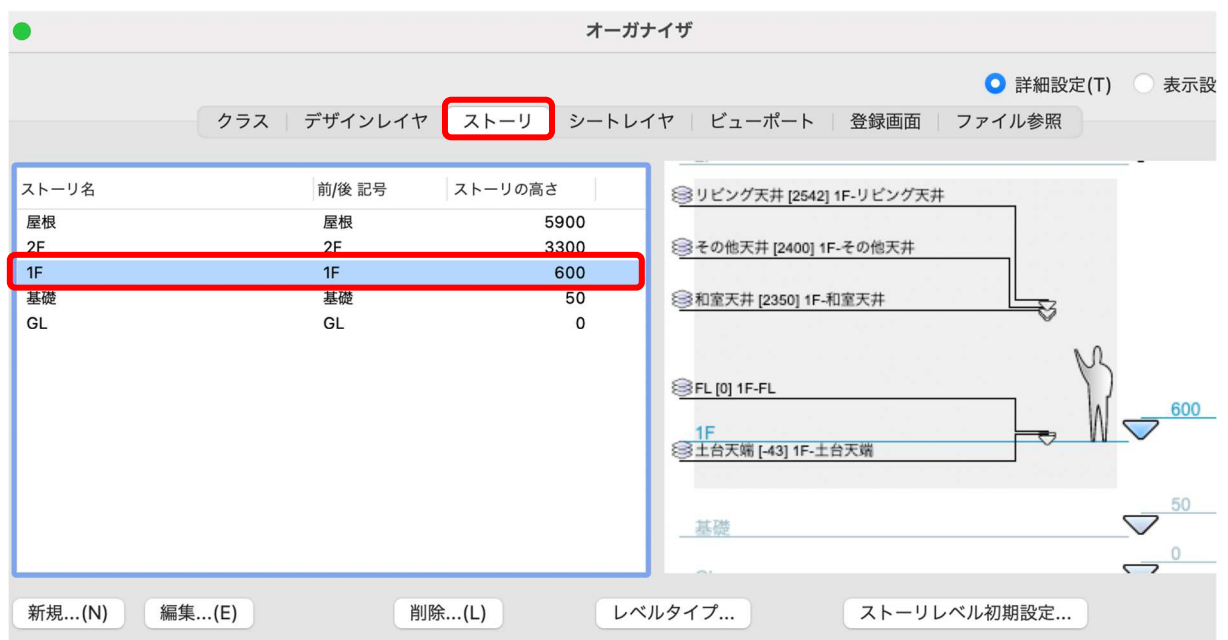 オーガナイザ
詳細設定(T) 表示設
クラス デザインレイヤ ストーリ シートレイヤ ビューポート 登録画面 ファイル参照
ストーリ名 前/後 記号 ストーリの高さ
屋根 屋根 5900
2F 2F 3300
1F 1F 600
基礎 基礎 50
GL GL 0
リビング天井 [2542] 1F-リビング天井
その他天井 [2400] 1F-その他天井
和室天井 [2350] 1F-和室天井
FL [0] 1F-FL
600
1F
土台天端 [-43] 1F-土台天端
50
基礎
0
新規...(N) 編集...(E) 削除...(L) レベルタイプ... ストーリレベル初期設定...